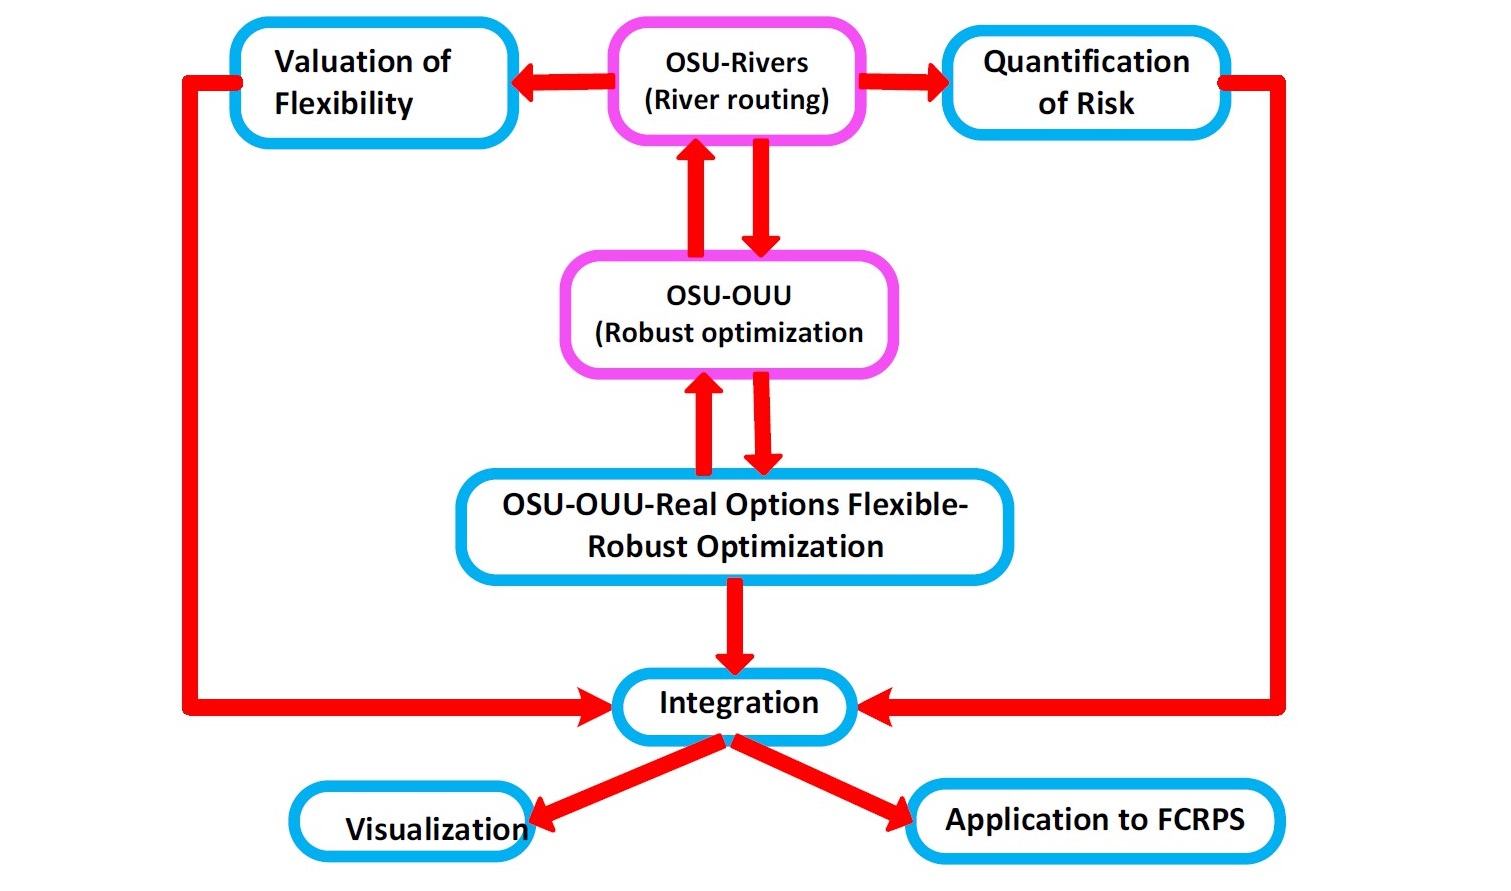 Valuation of
Flexibility
OSU-Rivers
(River routing)
Quantification
of Risk
OSU-OUU
(Robust optimization
OSU-OUU-Real Options Flexible-
Robust Optimization
Integration
Visualization
Application to FCRPS